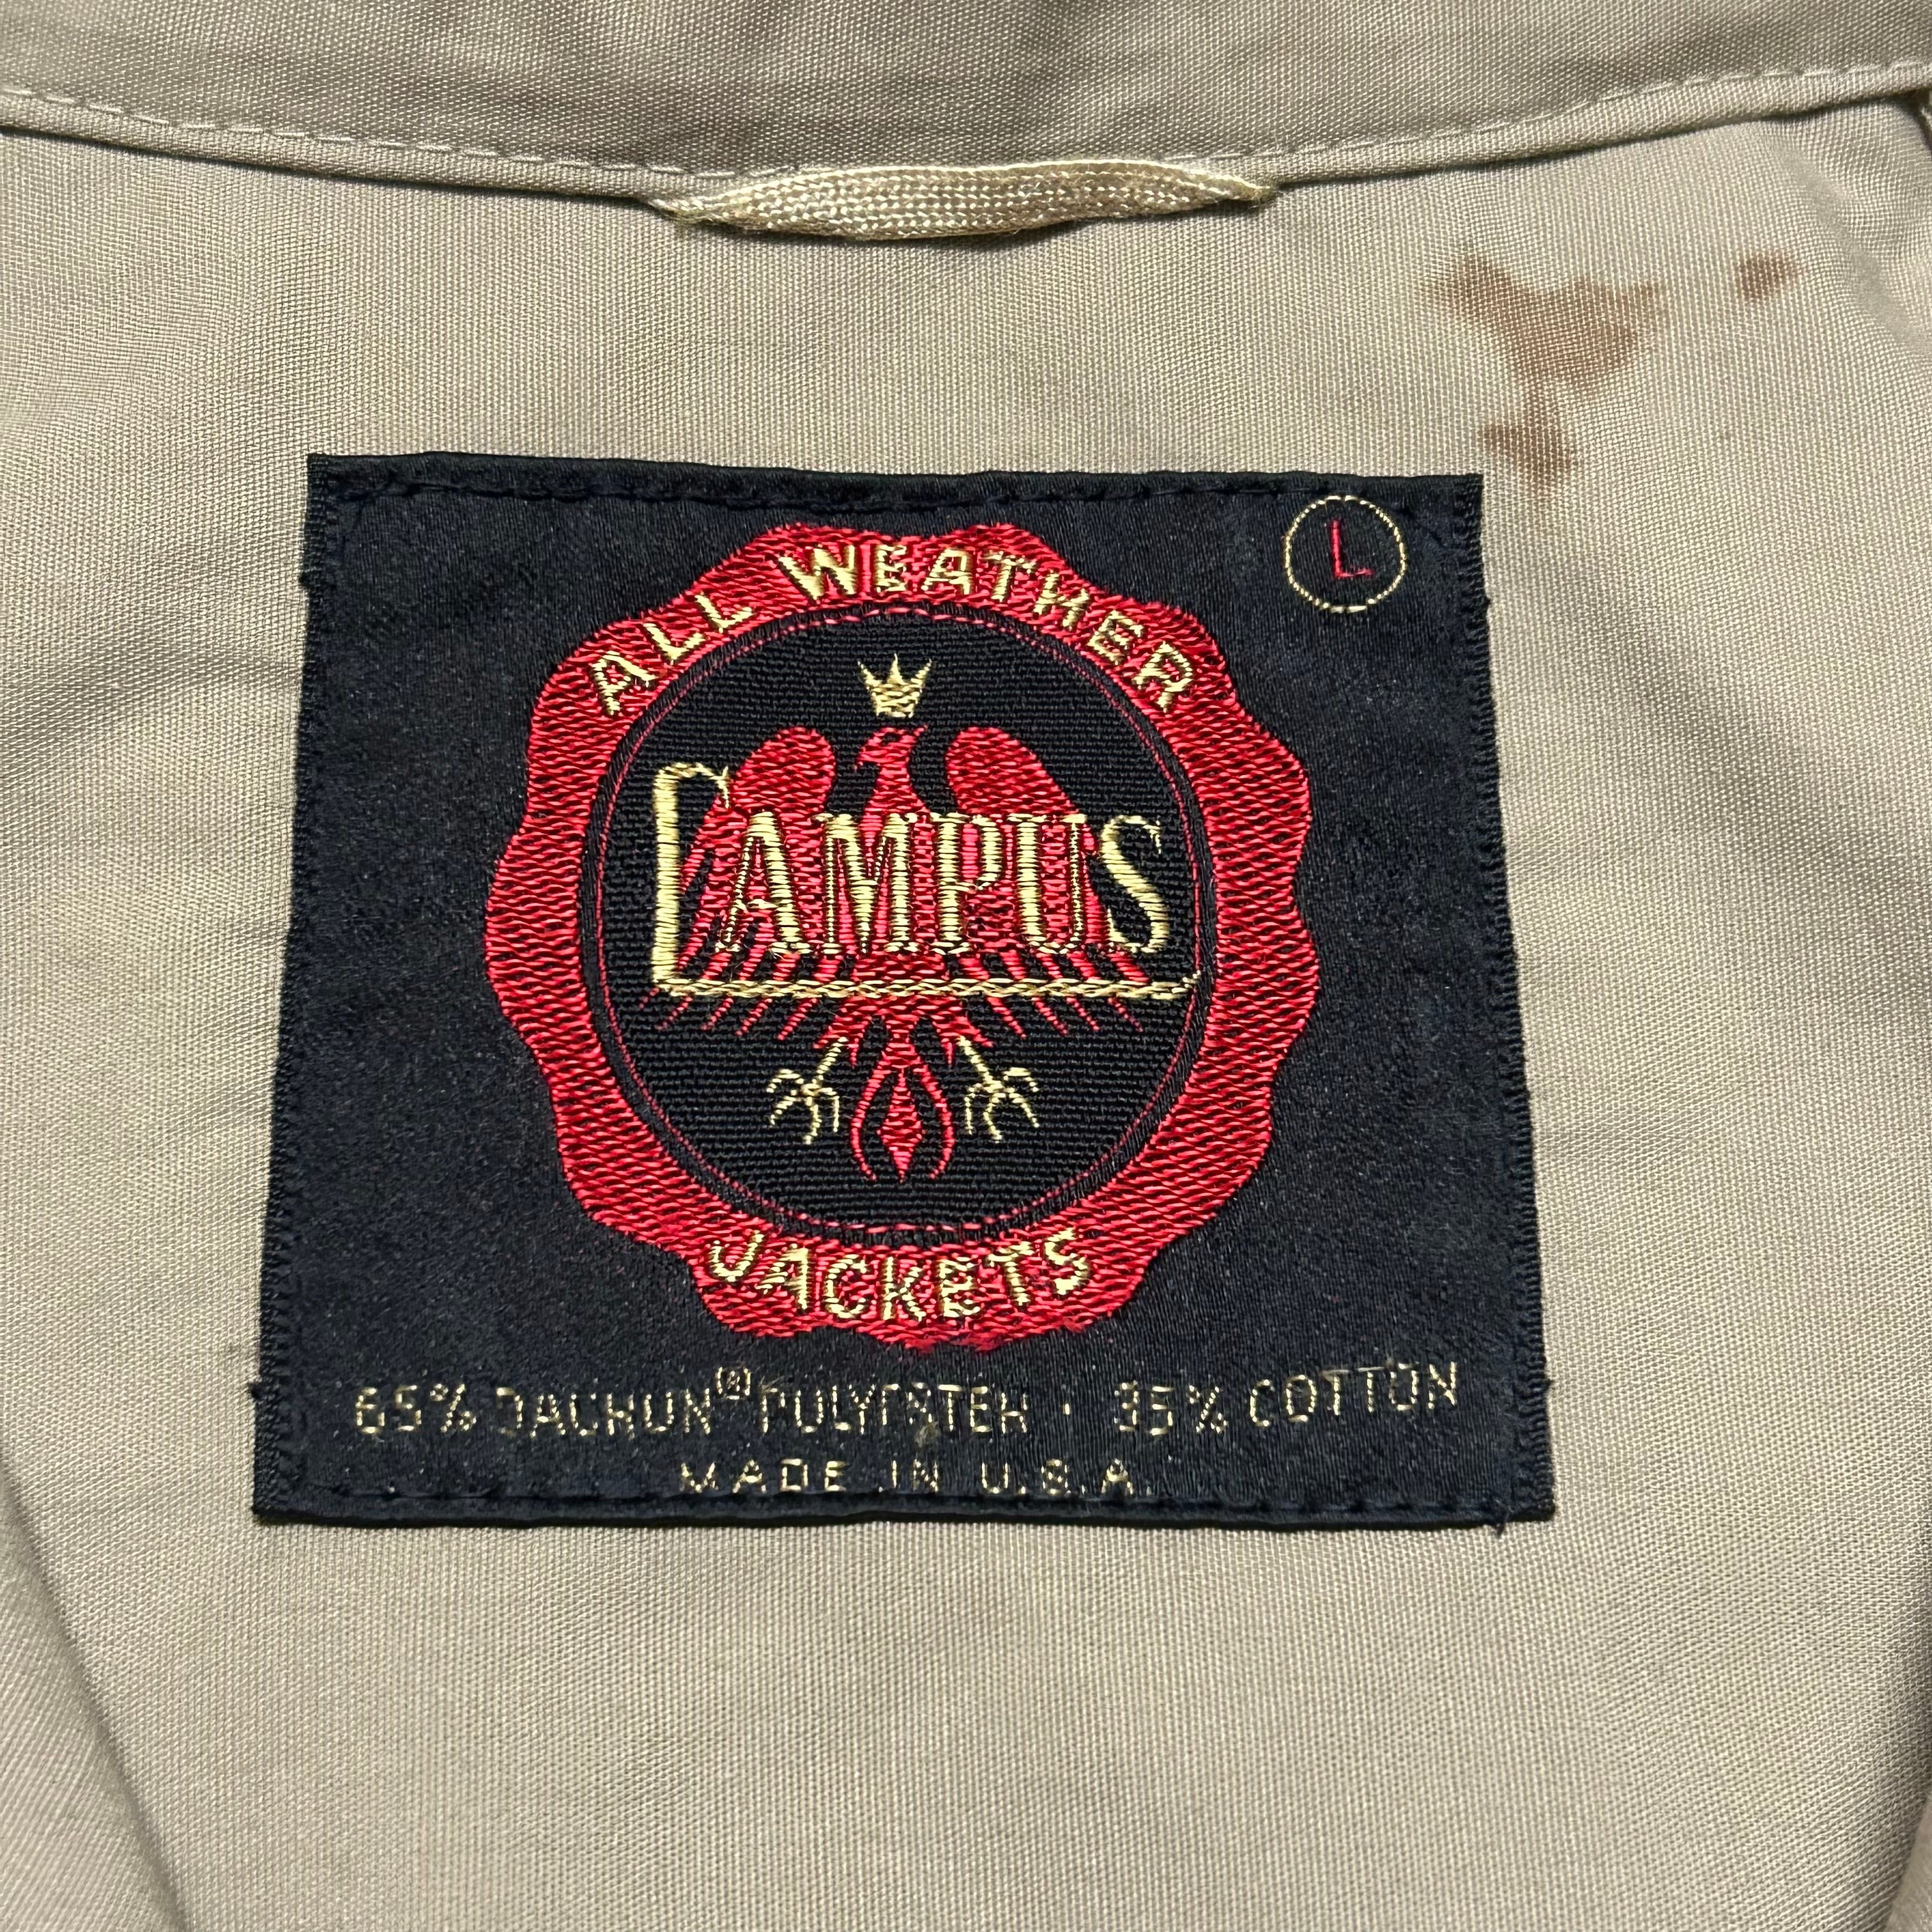 L
ALL WEATHER
CAMPUS
JACKETS
65% DACRON® POLYESTER · 35% COTTON
MADE IN U.S.A.